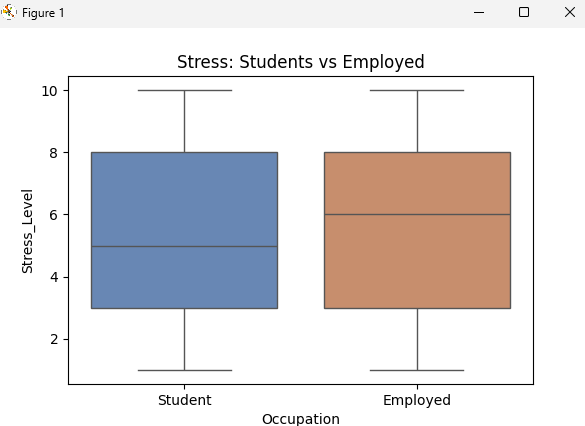 Figure 1
Stress: Students vs Employed
10
8
6
4
2
Stress_Level
Student Employed
Occupation